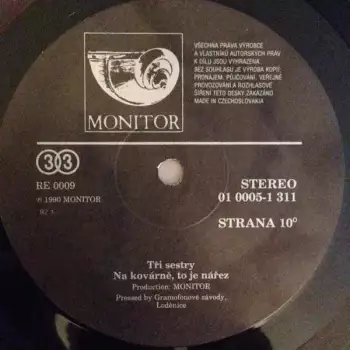 VŠECHNA PRÁVA VÝROBCE
A VLASTNÍKŮ AUTORSKÝCH PRÁV
K DÍLU JSOU VYHRAZENA.
BEZ SOUHLASU JE VÝROBA KOPIÍ,
PRONÁJEM, PŮJČOVÁNÍ, VEŘEJNÉ
PROVOZOVÁNÍ A ROZHLASOVÉ
ŠÍŘENÍ TÉTO DESKY ZAKÁZÁNO
MADE IN CZECHOSLOVAKIA
MONITOR
33
RE 0009
℗ 1990 MONITOR
STEREO
01 0005-1 311
STRANA 10⁰
Tři sestry
Na kovárně, to je nářez
Production: MONITOR
Pressed by Gramofonové závody,
Loděnice